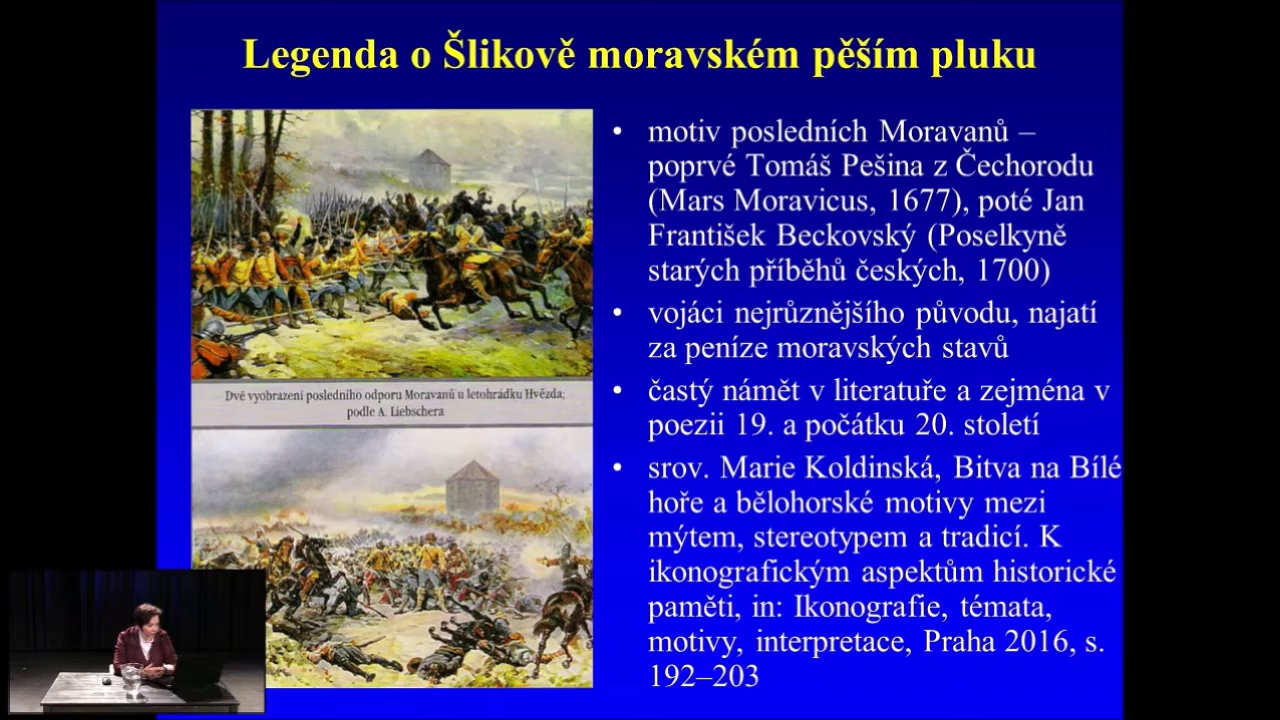 Legenda o Šlikově moravském pěším pluku
• motiv posledních Moravanů –
poprvé Tomáš Pešina z Čechorodu
(Mars Moravicus, 1677), poté Jan
František Beckovský (Poselkyně
starých příběhů českých, 1700)
• vojáci nejrůznějšího původu, najatí
za peníze moravských stavů
• častý námět v literatuře a zejména v
poezii 19. a počátku 20. století
• srov. Marie Koldinská, Bitva na Bílé
hoře a bělohorské motivy mezi
mýtem, stereotypem a tradicí. K
ikonografickým aspektům historické
paměti, in: Ikonografie, témata,
motivy, interpretace, Praha 2016, s.
192–203
Dvě vyobrazení posledního odporu Moravanů u letohrádku Hvězda;
podle A. Liebschera